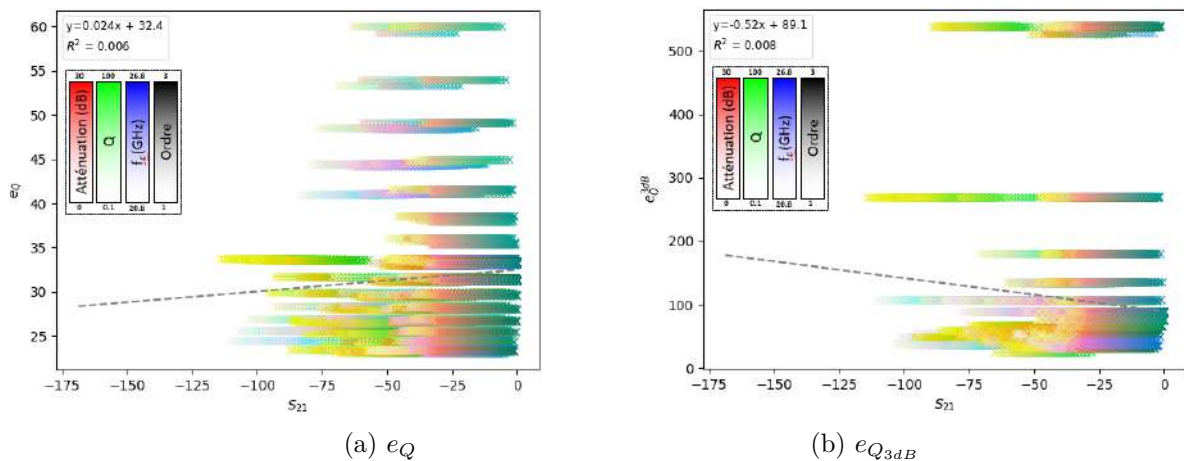 y=0.024x + 32.4
R² = 0.006
30 100 26.8 3
Atténuation (dB) Q f_c (GHz) Ordre
0 0.1 20.8 1
60
55
50
45
40
35
30
25
e_Q
−175 −150 −125 −100 −75 −50 −25 0
S₂₁
(a) e_Q
y=-0.52x + 89.1
R² = 0.008
30 100 26.8 3
Atténuation (dB) Q f_c (GHz) Ordre
0 0.1 20.8 1
500
400
300
200
100
0
e_Q^3dB
−175 −150 −125 −100 −75 −50 −25 0
S₂₁
(b) e_Q_3dB